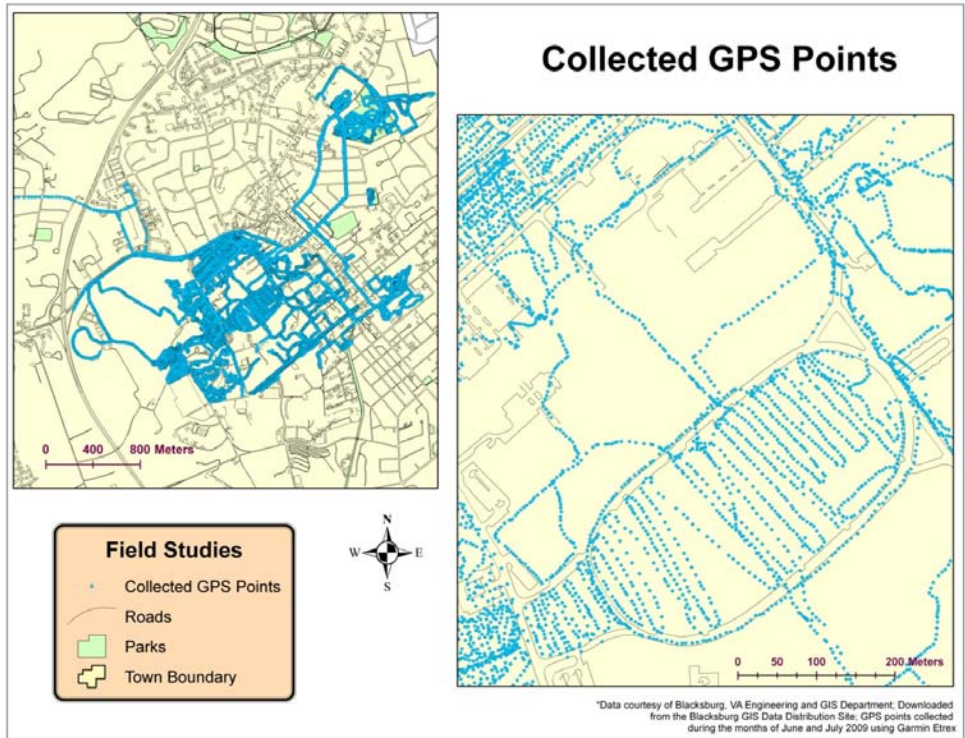 Collected GPS Points
0 400 800 Meters
Field Studies
Collected GPS Points
Roads
Parks
Town Boundary
N
W E
S
0 50 100 200 Meters
*Data courtesy of Blacksburg, VA Engineering and GIS Department; Downloaded
from the Blacksburg GIS Data Distribution Site; GPS points collected
during the months of June and July 2009 using Garmin Etrex